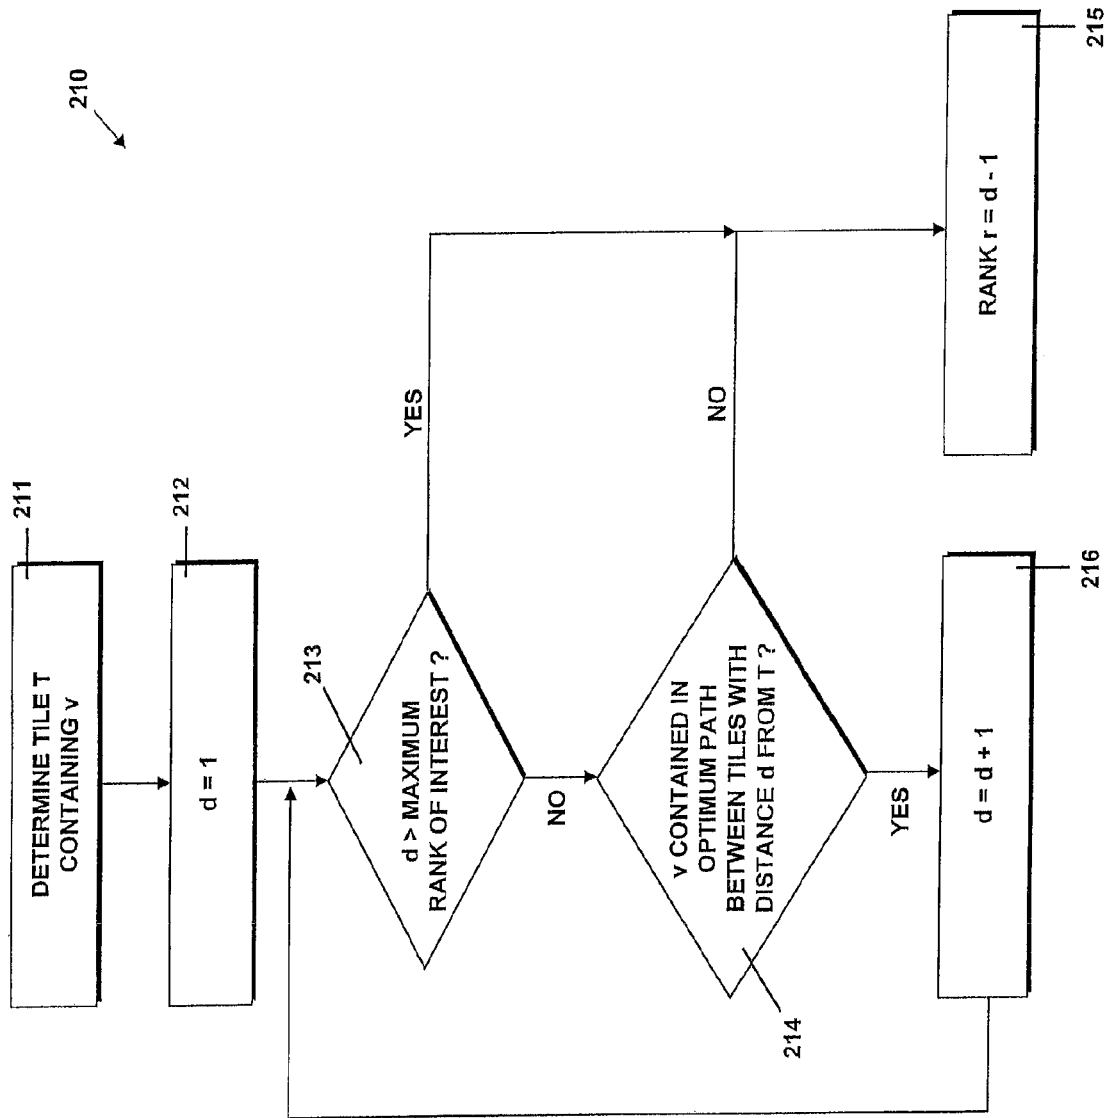 210
211
DETERMINE TILE T
CONTAINING v
212
d = 1
213
d > MAXIMUM
RANK OF INTEREST ?
YES
NO
v CONTAINED IN
OPTIMUM PATH
BETWEEN TILES WITH
DISTANCE d FROM T ?
214
NO
YES
d = d + 1
216
RANK r = d - 1
215